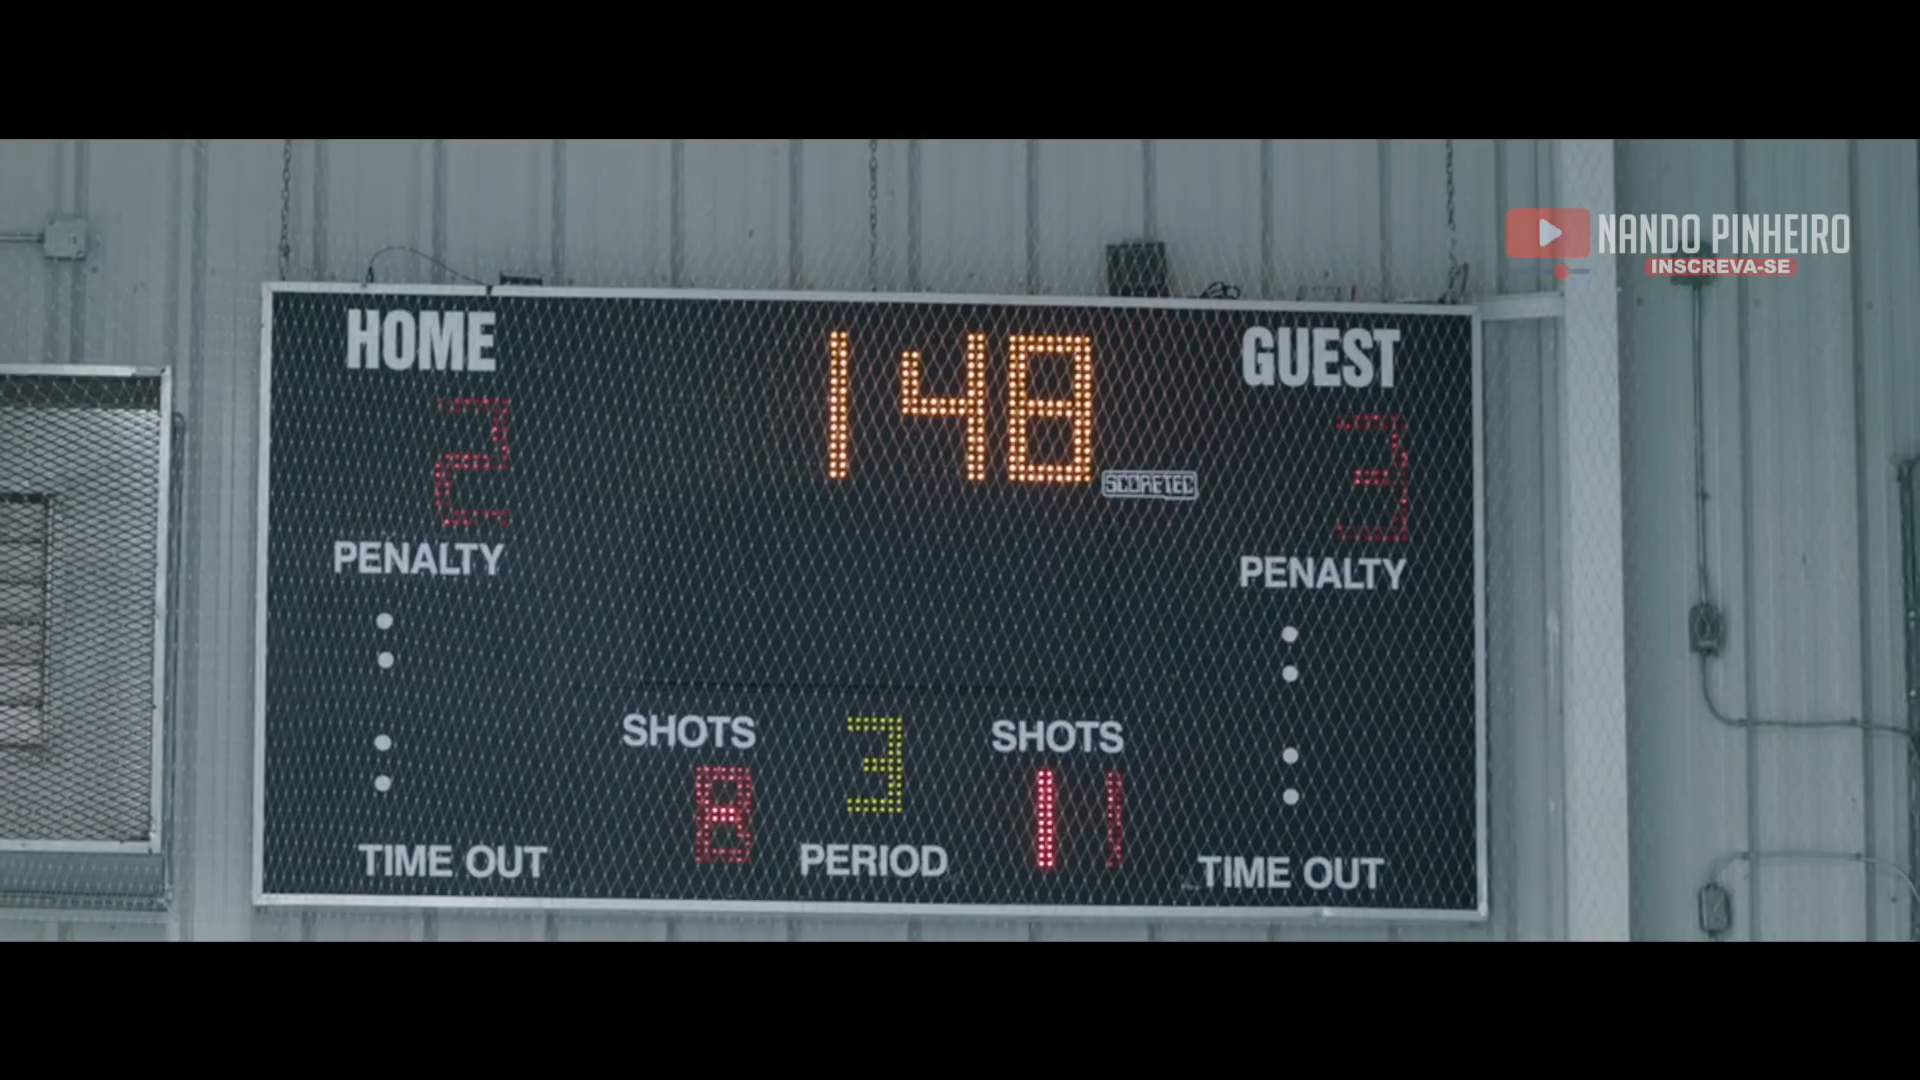 NANDO PINHEIRO
INSCREVA-SE
HOME 148 GUEST
2 3
SCORETEC
PENALTY PENALTY
SHOTS 3 SHOTS
8 11
TIME OUT PERIOD TIME OUT